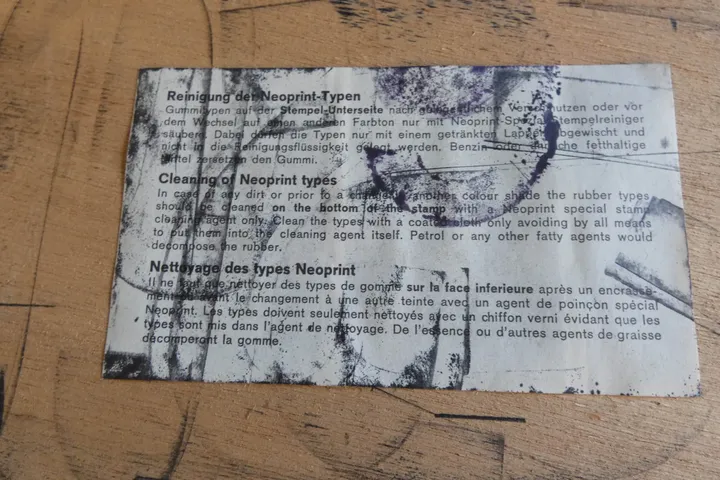 Reinigung der Neoprint-Typen
Gummitypen auf der Stempel-Unterseite nach Verschmutzen oder vor
dem Wechsel auf einen anderen Farbton nur mit Neoprint-Spezial-Stempelreiniger
säubern. Dabei dürfen die Typen nur mit einem getränkten Lappen abgewischt und
nicht in die Reinigungsflüssigkeit gelegt werden. Benzin oder fetthaltige
Mittel zersetzen den Gummi.
Cleaning of Neoprint types
In case of any dirt or prior to a change colour shade the rubber types
should be cleaned on the bottom of the stamp with a Neoprint special stamp
cleaning agent only. Clean the types with a coated cloth only avoiding by all means
to put them into the cleaning agent itself. Petrol or any other fatty agents would
decompose the rubber.
Nettoyage des types Neoprint
Il ne faut que nettoyer des types de gomme sur la face inferieure après un encrasse-
ment ou avant le changement à une autre teinte avec un agent de poinçon spécial
Neoprint. Les types doivent seulement nettoyés avec un chiffon verni évidant que les
types sont mis dans l'agent de nettoyage. De l'essence ou d'autres agents de graisse
décomperont la gomme.